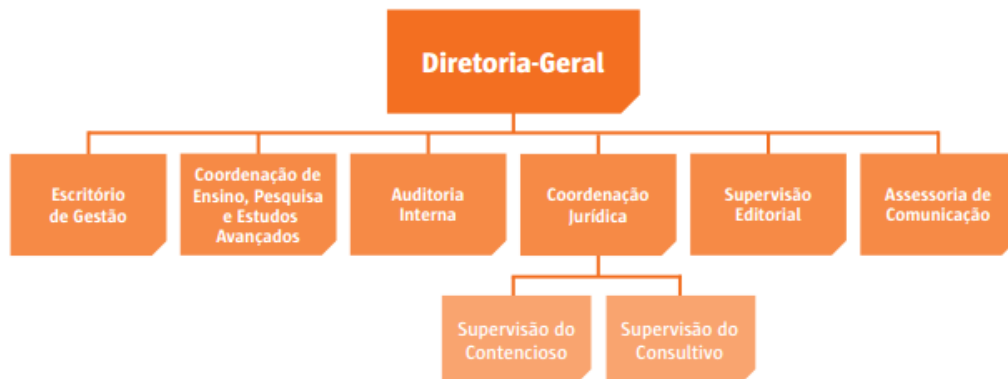 Diretoria-Geral
Escritório
de Gestão
Coordenação de
Ensino, Pesquisa
e Estudos
Avançados
Auditoria
Interna
Coordenação
Jurídica
Supervisão
Editorial
Assessoria de
Comunicação
Supervisão do
Contencioso
Supervisão do
Consultivo